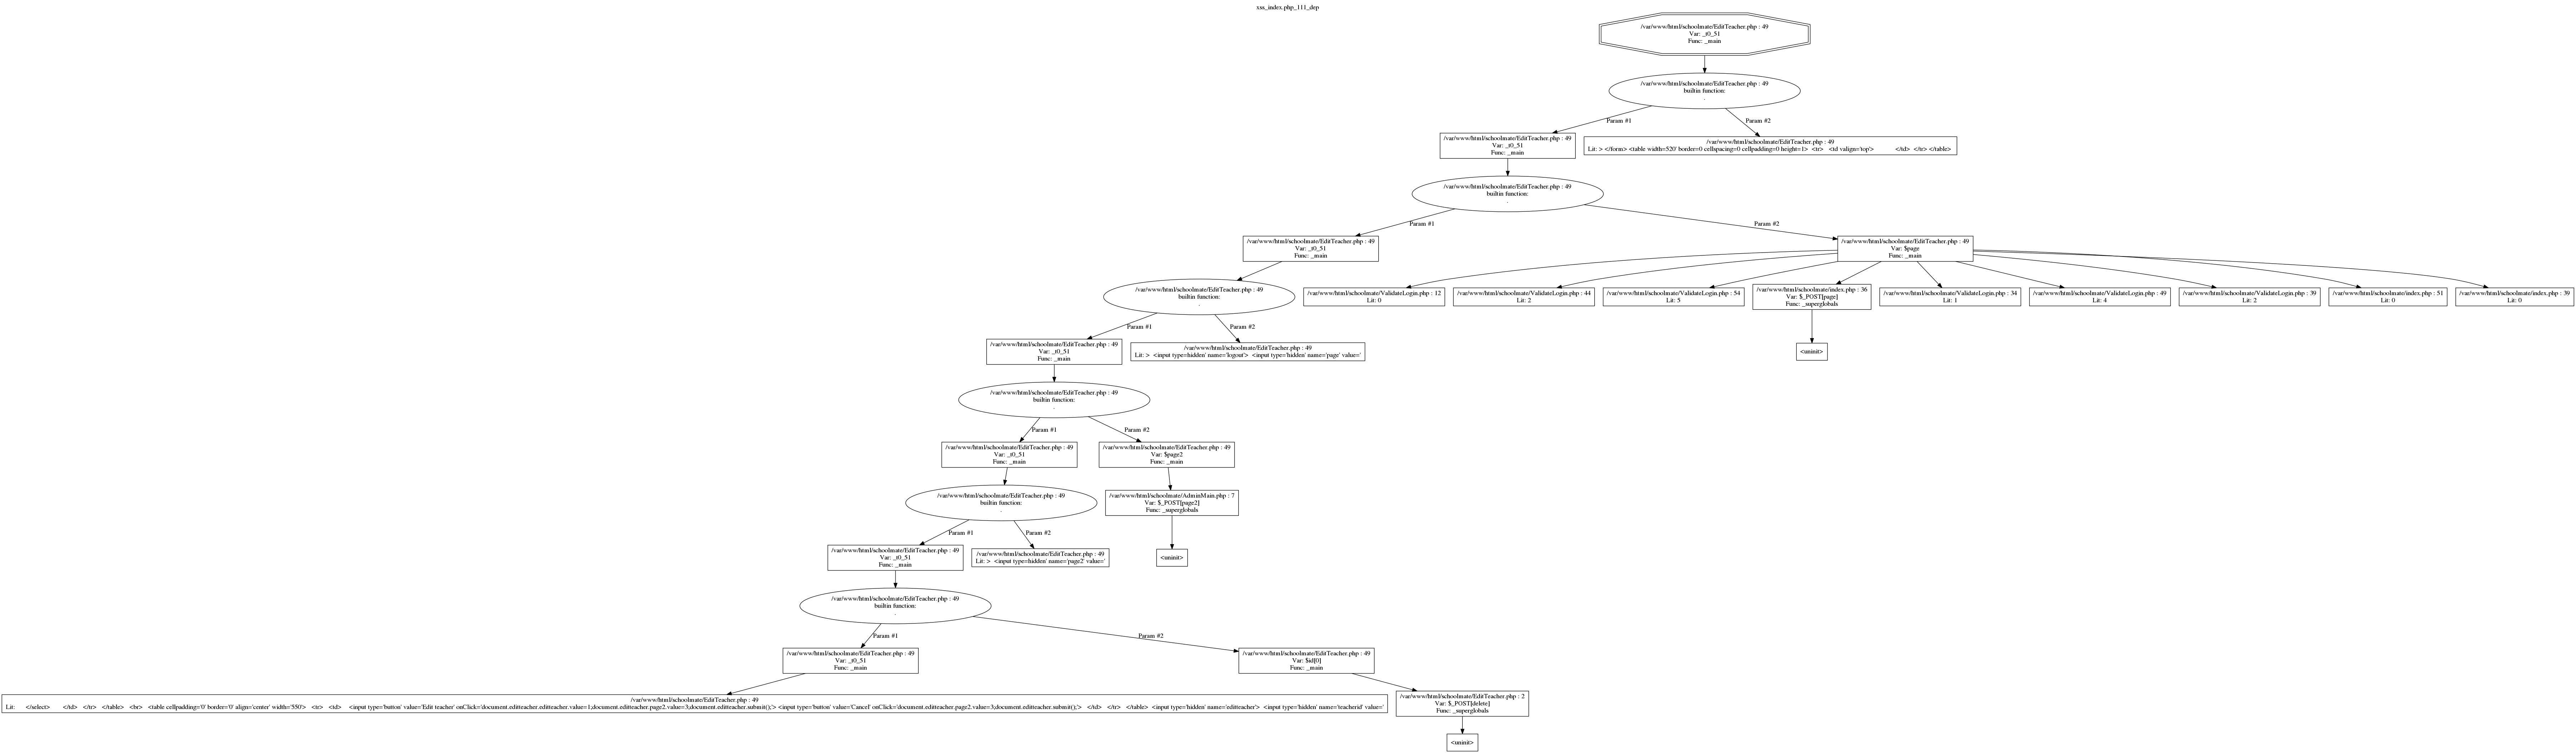 xss_index.php_111_dep
/var/www/html/schoolmate/EditTeacher.php : 49
Var: _t0_51
Func: _main
/var/www/html/schoolmate/EditTeacher.php : 49
builtin function:
.
Param #1
Param #2
/var/www/html/schoolmate/EditTeacher.php : 49
Var: _t0_51
Func: _main
/var/www/html/schoolmate/EditTeacher.php : 49
Lit: > </form> <table width=520' border=0 cellspacing=0 cellpadding=0 height=1> <tr> <td valign='top'> </td> </tr> </table>
/var/www/html/schoolmate/EditTeacher.php : 49
builtin function:
.
Param #1
Param #2
/var/www/html/schoolmate/EditTeacher.php : 49
Var: _t0_51
Func: _main
/var/www/html/schoolmate/EditTeacher.php : 49
Var: $page
Func: _main
/var/www/html/schoolmate/EditTeacher.php : 49
builtin function:
.
/var/www/html/schoolmate/ValidateLogin.php : 12
Lit: 0
/var/www/html/schoolmate/ValidateLogin.php : 44
Lit: 2
/var/www/html/schoolmate/ValidateLogin.php : 54
Lit: 5
/var/www/html/schoolmate/index.php : 36
Var: $_POST[page]
Func: _superglobals
/var/www/html/schoolmate/ValidateLogin.php : 34
Lit: 1
/var/www/html/schoolmate/ValidateLogin.php : 49
Lit: 4
/var/www/html/schoolmate/ValidateLogin.php : 39
Lit: 2
/var/www/html/schoolmate/index.php : 51
Lit: 0
/var/www/html/schoolmate/index.php : 39
Lit: 0
Param #1
Param #2
/var/www/html/schoolmate/EditTeacher.php : 49
Var: _t0_51
Func: _main
/var/www/html/schoolmate/EditTeacher.php : 49
Lit: > <input type=hidden' name='logout'> <input type='hidden' name='page' value='
<uninit>
/var/www/html/schoolmate/EditTeacher.php : 49
builtin function:
.
Param #1
Param #2
/var/www/html/schoolmate/EditTeacher.php : 49
Var: _t0_51
Func: _main
/var/www/html/schoolmate/EditTeacher.php : 49
Var: $page2
Func: _main
/var/www/html/schoolmate/EditTeacher.php : 49
builtin function:
.
/var/www/html/schoolmate/AdminMain.php : 7
Var: $_POST[page2]
Func: _superglobals
Param #1
Param #2
/var/www/html/schoolmate/EditTeacher.php : 49
Var: _t0_51
Func: _main
/var/www/html/schoolmate/EditTeacher.php : 49
Lit: > <input type=hidden' name='page2' value='
<uninit>
/var/www/html/schoolmate/EditTeacher.php : 49
builtin function:
.
Param #1
Param #2
/var/www/html/schoolmate/EditTeacher.php : 49
Var: _t0_51
Func: _main
/var/www/html/schoolmate/EditTeacher.php : 49
Var: $id[0]
Func: _main
/var/www/html/schoolmate/EditTeacher.php : 49
Lit: </select> </td> </tr> </table> <br> <table cellpadding='0' border='0' align='center' width='550'> <tr> <td> <input type='button' value='Edit teacher' onClick='document.editteacher.editteacher.value=1;document.editteacher.page2.value=3;document.editteacher.submit();'> <input type='button' value='Cancel' onClick='document.editteacher.page2.value=3;document.editteacher.submit();'> </td> </tr> </table> <input type='hidden' name='editteacher'> <input type='hidden' name='teacherid' value='
/var/www/html/schoolmate/EditTeacher.php : 2
Var: $_POST[delete]
Func: _superglobals
<uninit>